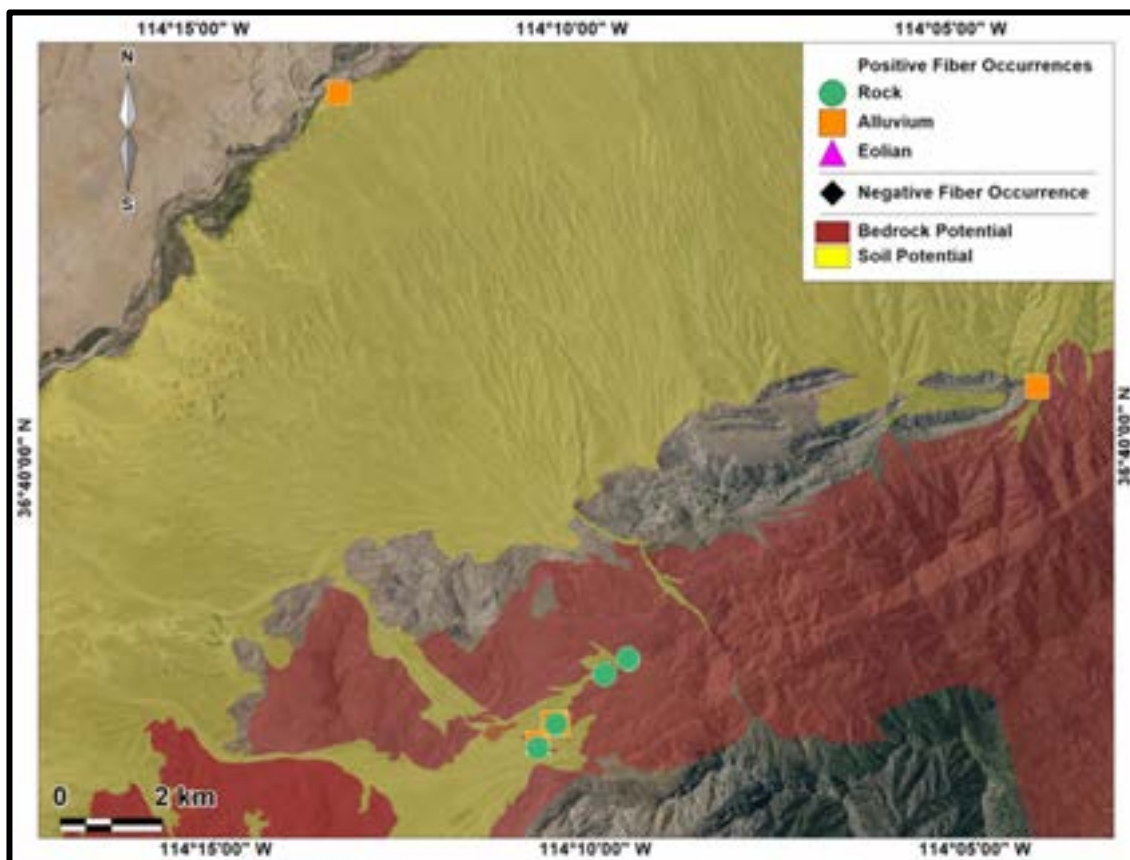 114°15'00" W
114°10'00" W
114°05'00" W
N
S
Positive Fiber Occurrences
Rock
Alluvium
Eolian
Negative Fiber Occurrence
Bedrock Potential
Soil Potential
36°40'00" N
36°40'00" N
0 2 km
114°15'00" W
114°10'00" W
114°05'00" W